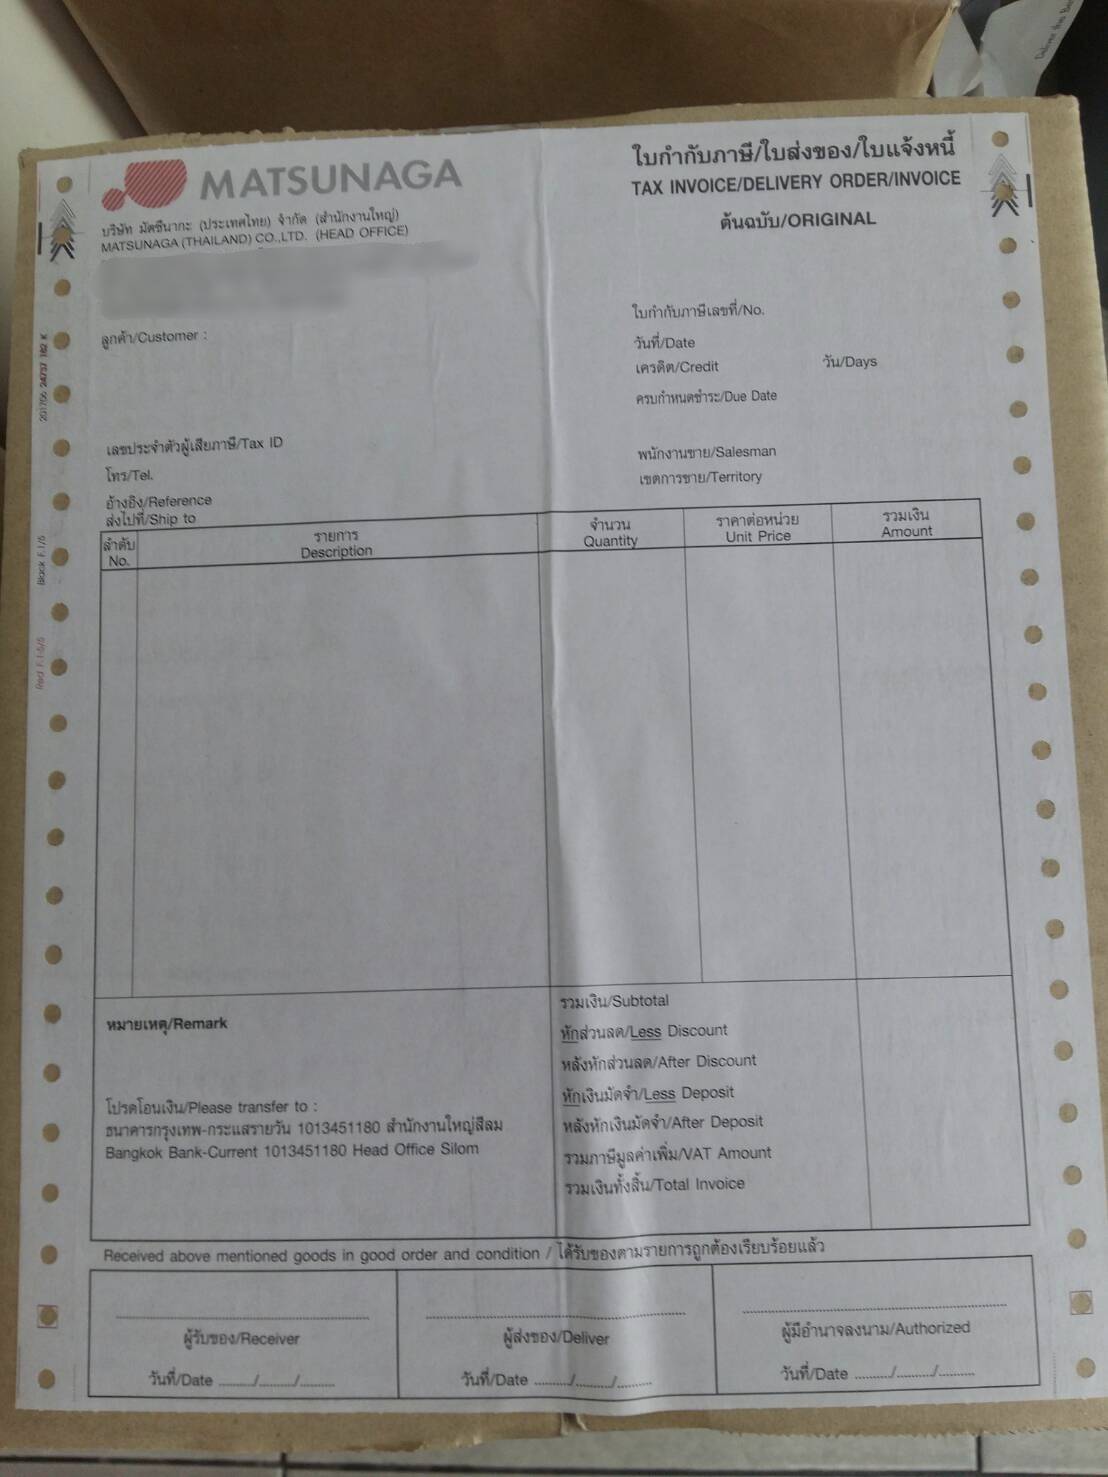 MATSUNAGA
บริษัท มัตซึนากะ (ประเทศไทย) จำกัด (สำนักงานใหญ่)
MATSUNAGA (THAILAND) CO.,LTD. (HEAD OFFICE)
ใบกำกับภาษี/ใบส่งของ/ใบแจ้งหนี้
TAX INVOICE/DELIVERY ORDER/INVOICE
ต้นฉบับ/ORIGINAL
ลูกค้า/Customer :
ใบกำกับภาษีเลขที่/No.
วันที่/Date
เครดิต/Credit วัน/Days
ครบกำหนดชำระ/Due Date
เลขประจำตัวผู้เสียภาษี/Tax ID
โทร/Tel.
พนักงานขาย/Salesman
เขตการขาย/Territory
อ้างอิง/Reference
ส่งไปที่/Ship to
ลำดับ รายการ จำนวน ราคาต่อหน่วย รวมเงิน
No. Description Quantity Unit Price Amount
รวมเงิน/Subtotal
หักส่วนลด/Less Discount
หลังหักส่วนลด/After Discount
หักเงินมัดจำ/Less Deposit
หลังหักเงินมัดจำ/After Deposit
รวมภาษีมูลค่าเพิ่ม/VAT Amount
รวมเงินทั้งสิ้น/Total Invoice
หมายเหตุ/Remark
โปรดโอนเงิน/Please transfer to :
ธนาคารกรุงเทพ-กระแสรายวัน 1013451180 สำนักงานใหญ่สีลม
Bangkok Bank-Current 1013451180 Head Office Silom
Received above mentioned goods in good order and condition / ได้รับของตามรายการถูกต้องเรียบร้อยแล้ว
ผู้รับของ/Receiver
วันที่/Date ........./........./.........
ผู้ส่งของ/Deliver
วันที่/Date ........./........./.........
ผู้มีอำนาจลงนาม/Authorized
วันที่/Date ........./........./.........
Black F.1/5
Red F.1-5/5